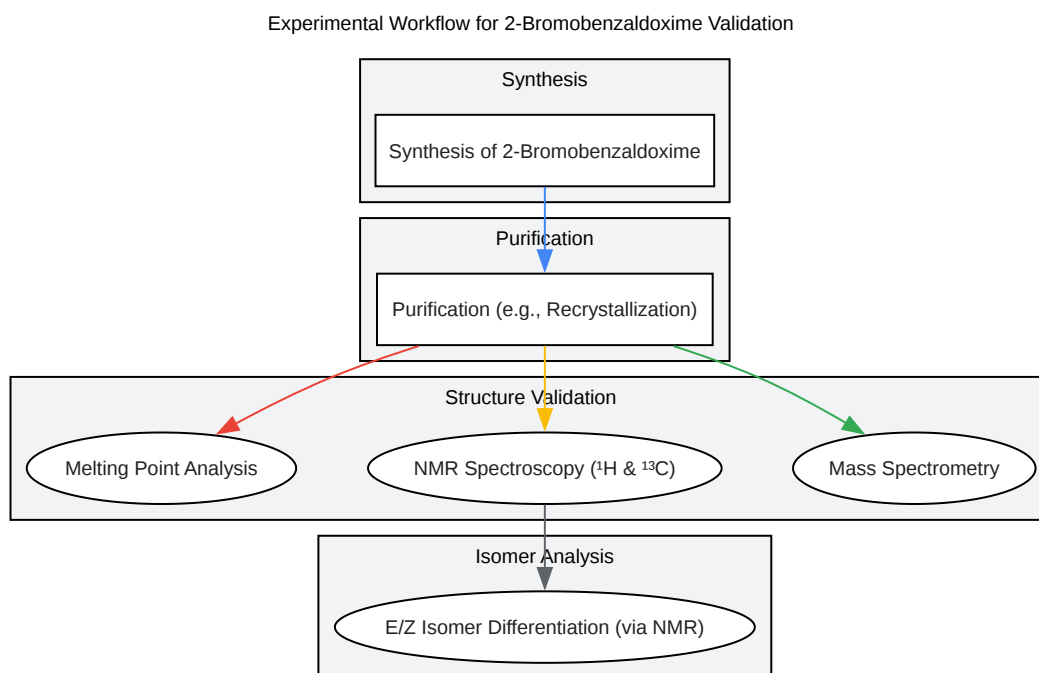 Experimental Workflow for 2-Bromobenzaldoxime Validation
Synthesis
Synthesis of 2-Bromobenzaldoxime
Purification
Purification (e.g., Recrystallization)
Structure Validation
Melting Point Analysis
NMR Spectroscopy (¹H & ¹³C)
Mass Spectrometry
Isomer Analysis
E/Z Isomer Differentiation (via NMR)